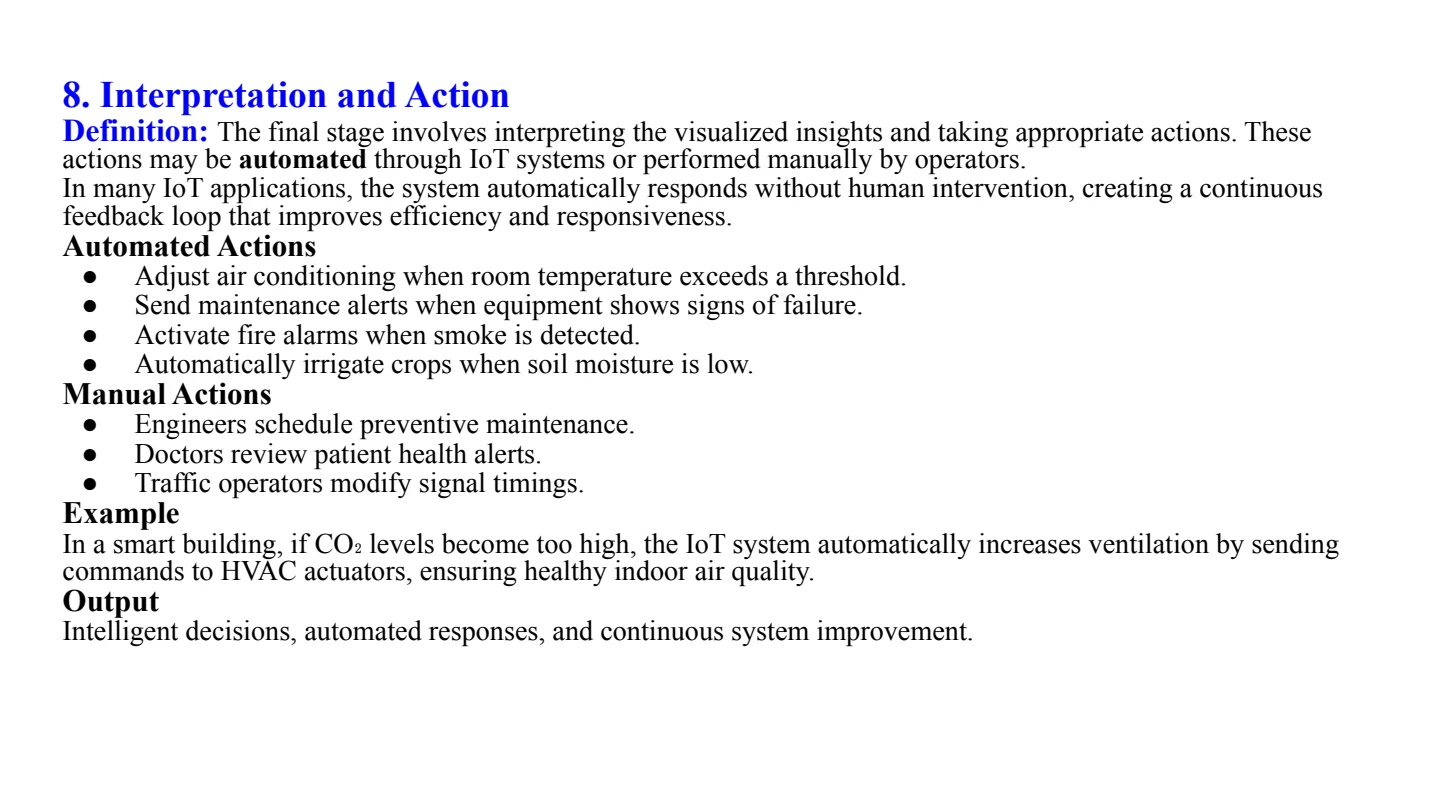 8. Interpretation and Action
Definition: The final stage involves interpreting the visualized insights and taking appropriate actions. These
actions may be automated through IoT systems or performed manually by operators.
In many IoT applications, the system automatically responds without human intervention, creating a continuous
feedback loop that improves efficiency and responsiveness.
Automated Actions
● Adjust air conditioning when room temperature exceeds a threshold.
● Send maintenance alerts when equipment shows signs of failure.
● Activate fire alarms when smoke is detected.
● Automatically irrigate crops when soil moisture is low.
Manual Actions
● Engineers schedule preventive maintenance.
● Doctors review patient health alerts.
● Traffic operators modify signal timings.
Example
In a smart building, if CO₂ levels become too high, the IoT system automatically increases ventilation by sending
commands to HVAC actuators, ensuring healthy indoor air quality.
Output
Intelligent decisions, automated responses, and continuous system improvement.